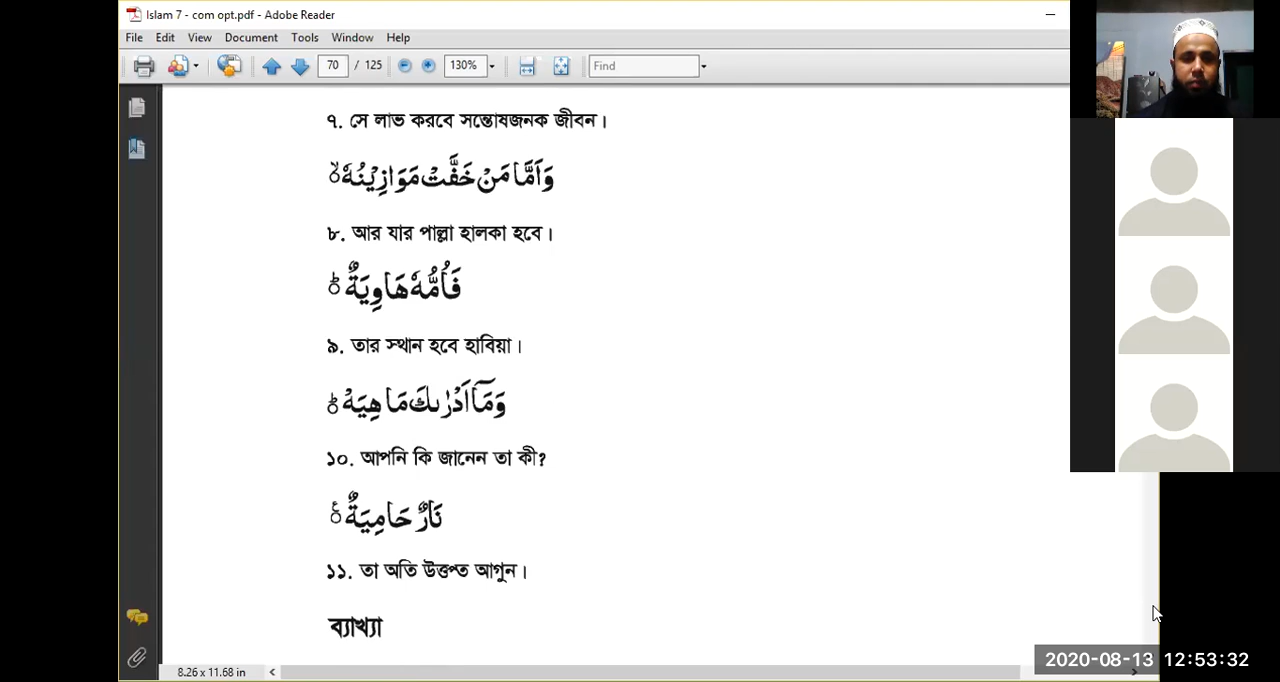 Islam 7 - com opt.pdf - Adobe Reader
File Edit View Document Tools Window Help
70 / 125 130% Find
৭. সে লাভ করবে সন্তোষজনক জীবন।
وَاَمَّا مَنْ خَفَّتْ مَوَازِيْنُهٗ ۙ
৮. আর যার পাল্লা হালকা হবে।
فَاُمُّهٗ هَاوِيَةٌ ؕ
৯. তার স্থান হবে হাবিয়া।
وَمَاۤ اَدْرٰىكَ مَا هِيَهْ ؕ
১০. আপনি কি জানেন তা কী?
نَارٌ حَامِيَةٌ
১১. তা অতি উত্তপ্ত আগুন।
ব্যাখ্যা
8.26 x 11.68 in
2020-08-13 12:53:32